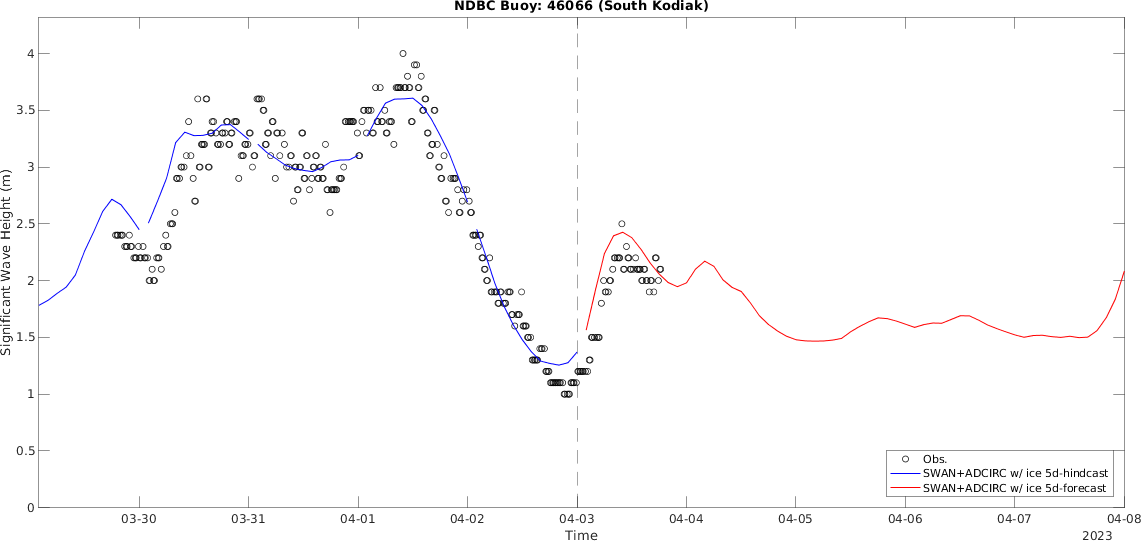 NDBC Buoy: 46066 (South Kodiak)
Significant Wave Height (m)
4
3.5
3
2.5
2
1.5
1
0.5
0
Obs.
SWAN+ADCIRC w/ ice 5d-hindcast
SWAN+ADCIRC w/ ice 5d-forecast
03-30 03-31 04-01 04-02 04-03 04-04 04-05 04-06 04-07 04-08
Time
2023